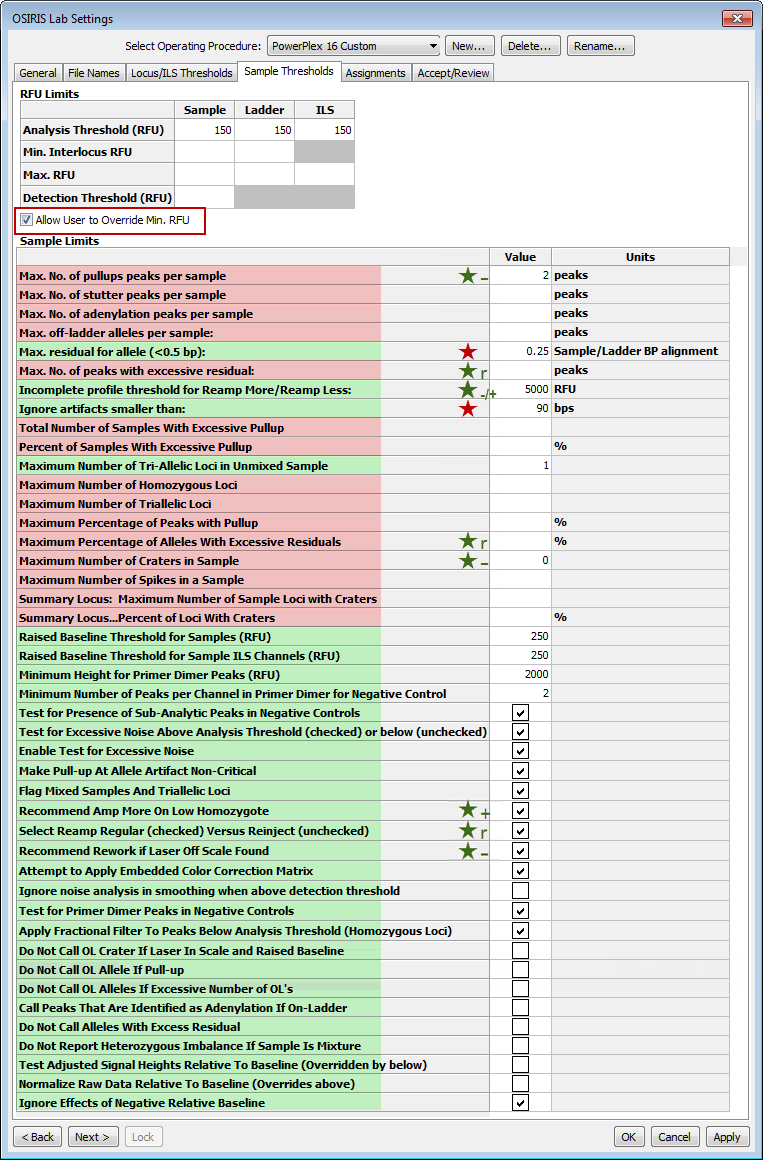 OSIRIS Lab Settings
Select Operating Procedure: PowerPlex 16 Custom New... Delete... Rename...
General File Names Locus/ILS Thresholds Sample Thresholds Assignments Accept/Review
RFU Limits
Sample Ladder ILS
Analysis Threshold (RFU) 150 150 150
Min. Interlocus RFU
Max. RFU
Detection Threshold (RFU)
Allow User to Override Min. RFU
Sample Limits
Value Units
Max. No. of pullups peaks per sample - 2 peaks
Max. No. of stutter peaks per sample peaks
Max. No. of adenylation peaks per sample peaks
Max. off-ladder alleles per sample: peaks
Max. residual for allele (<0.5 bp): 0.25 Sample/Ladder BP alignment
Max. No. of peaks with excessive residual: r peaks
Incomplete profile threshold for Reamp More/Reamp Less: -/+ 5000 RFU
Ignore artifacts smaller than: 90 bps
Total Number of Samples With Excessive Pullup
Percent of Samples With Excessive Pullup %
Maximum Number of Tri-Allelic Loci in Unmixed Sample 1
Maximum Number of Homozygous Loci
Maximum Number of Triallelic Loci
Maximum Percentage of Peaks with Pullup %
Maximum Percentage of Alleles With Excessive Residuals r %
Maximum Number of Craters in Sample - 0
Maximum Number of Spikes in a Sample
Summary Locus: Maximum Number of Sample Loci with Craters
Summary Locus...Percent of Loci With Craters %
Raised Baseline Threshold for Samples (RFU) 250
Raised Baseline Threshold for Sample ILS Channels (RFU) 250
Minimum Height for Primer Dimer Peaks (RFU) 2000
Minimum Number of Peaks per Channel in Primer Dimer for Negative Control 2
Test for Presence of Sub-Analytic Peaks in Negative Controls
Test for Excessive Noise Above Analysis Threshold (checked) or below (unchecked)
Enable Test for Excessive Noise
Make Pull-up At Allele Artifact Non-Critical
Flag Mixed Samples And Triallelic Loci
Recommend Amp More On Low Homozygote +
Select Reamp Regular (checked) Versus Reinject (unchecked) r
Recommend Rework if Laser Off Scale Found -
Attempt to Apply Embedded Color Correction Matrix
Ignore noise analysis in smoothing when above detection threshold
Test for Primer Dimer Peaks in Negative Controls
Apply Fractional Filter To Peaks Below Analysis Threshold (Homozygous Loci)
Do Not Call OL Crater If Laser In Scale and Raised Baseline
Do Not Call OL Allele If Pull-up
Do Not Call OL Alleles If Excessive Number of OL's
Call Peaks That Are Identified as Adenylation If On-Ladder
Do Not Call Alleles With Excess Residual
Do Not Report Heterozygous Imbalance If Sample Is Mixture
Test Adjusted Signal Heights Relative To Baseline (Overridden by below)
Normalize Raw Data Relative To Baseline (Overrides above)
Ignore Effects of Negative Relative Baseline
< Back Next > Lock OK Cancel Apply